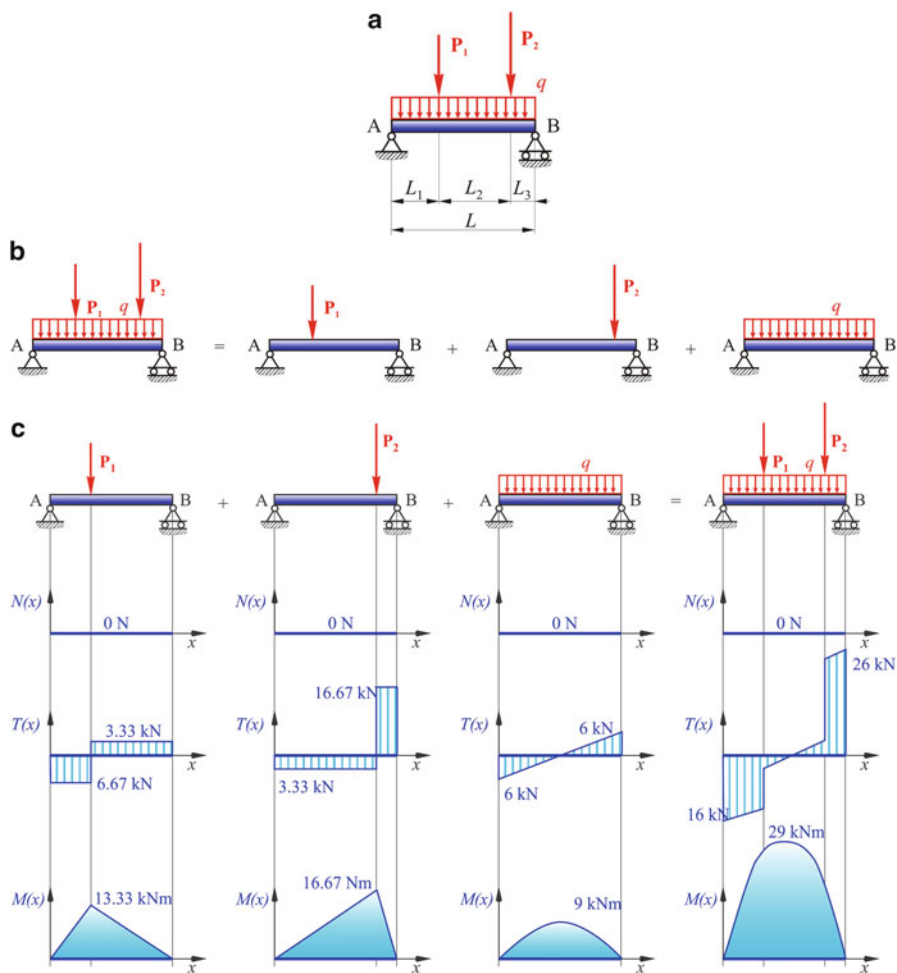 a
P₁ P₂ q
A B
L₁ L₂ L₃
L
b
P₁ q P₂ P₁ P₂ q
A B = A B + A B + A B
c
P₁ P₂ q P₁ q P₂
A B + A B + A B = A B
N(x) 0 N x N(x) 0 N x N(x) 0 N x N(x) 0 N x
T(x) 3.33 kN 6.67 kN x T(x) 16.67 kN 3.33 kN x T(x) 6 kN 6 kN x T(x) 26 kN 16 kN x
M(x) 13.33 kNm x M(x) 16.67 Nm x M(x) 9 kNm x M(x) 29 kNm x